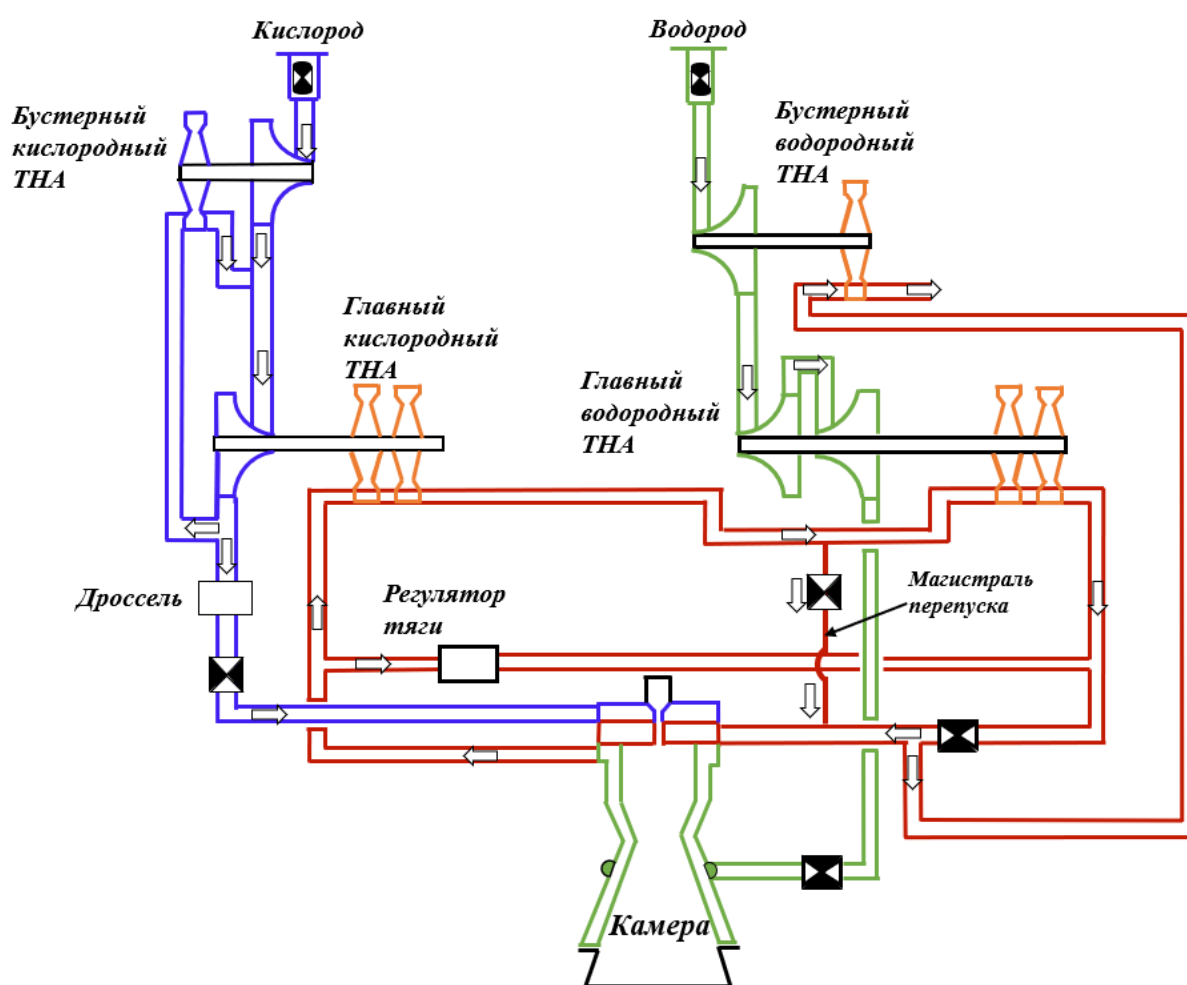 Кислород
Водород
Бустерный
кислородный
ТНА
Бустерный
водородный
ТНА
Главный
кислородный
ТНА
Главный
водородный
ТНА
Дроссель
Регулятор
тяги
Магистраль
перепуска
Камера